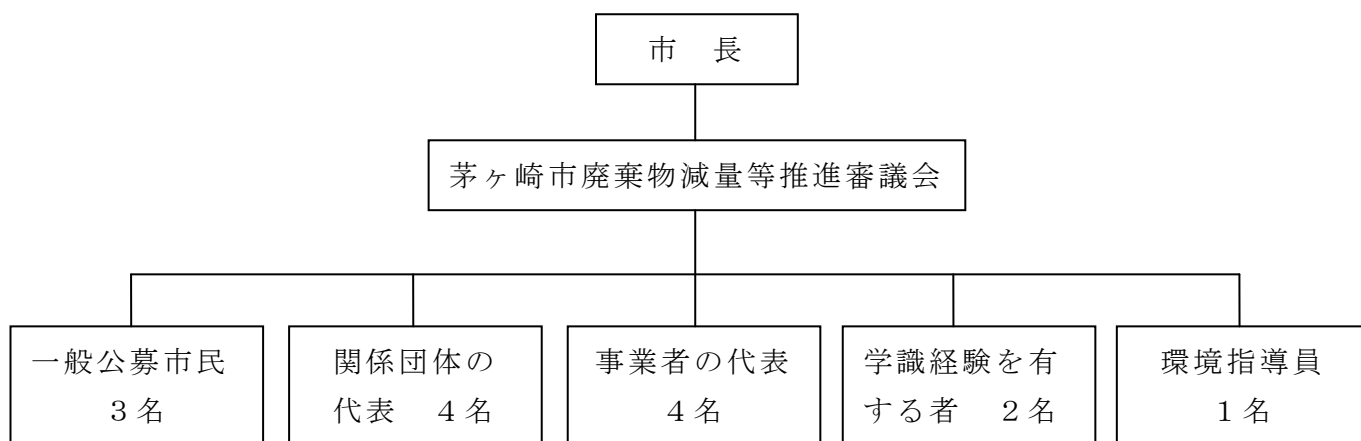 市　長
茅ヶ崎市廃棄物減量等推進審議会
一般公募市民
３名
関係団体の
代表　４名
事業者の代表
４名
学識経験を有
する者　２名
環境指導員
１名